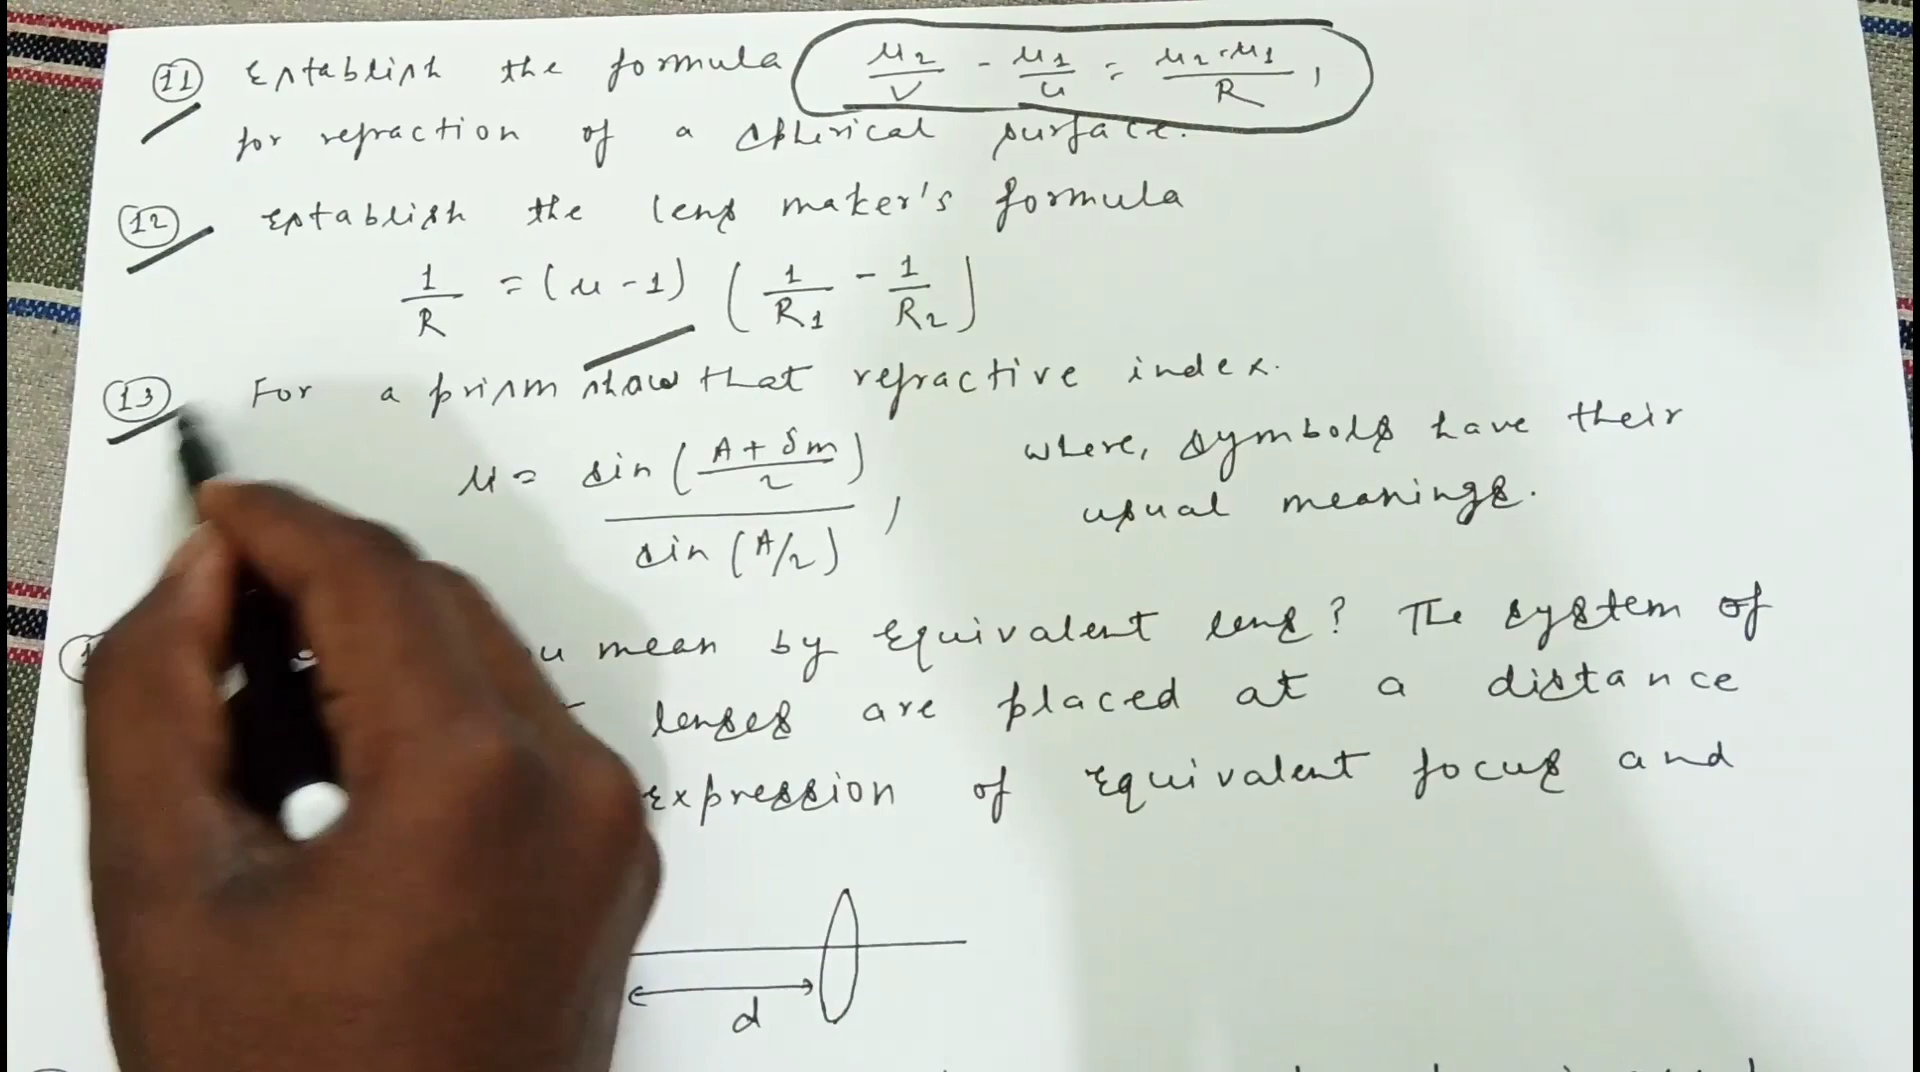 11 Establish the formula μ2/v - μ1/u = μ2-μ1/R,
for refraction of a spherical surface.
12 Establish the lens maker's formula
1/R = (μ-1) (1/R1 - 1/R2)
13 For a prism show that refractive index.
μ = sin (A+δm/2) / sin (A/2), where, symbols have their
usual meanings.
mean by Equivalent lens? The system of
lenses are placed at a distance
expression of equivalent focus and
d